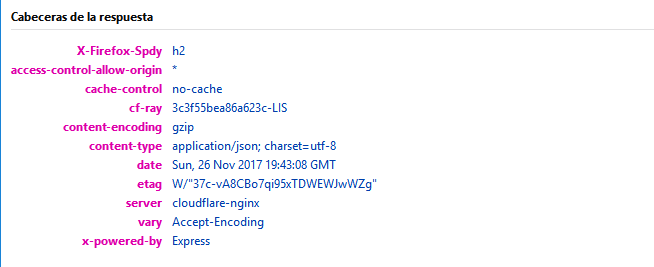 Cabeceras de la respuesta
X-Firefox-Spdy h2
access-control-allow-origin *
cache-control no-cache
cf-ray 3c3f55bea86a623c-LIS
content-encoding gzip
content-type application/json; charset=utf-8
date Sun, 26 Nov 2017 19:43:08 GMT
etag W/"37c-vA8CBo7qi95xTDWEWJwWZg"
server cloudflare-nginx
vary Accept-Encoding
x-powered-by Express